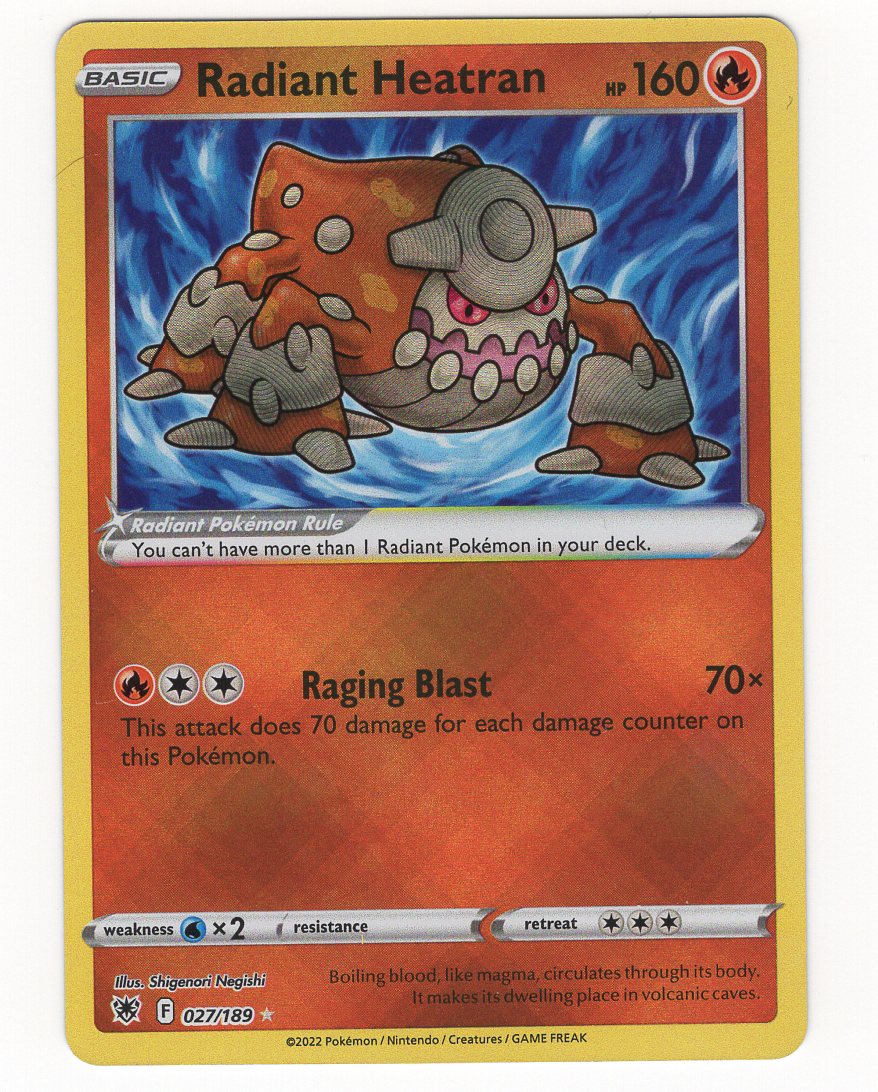 BASIC Radiant Heatran HP 160
Radiant Pokémon Rule
You can't have more than 1 Radiant Pokémon in your deck.
Raging Blast 70×
This attack does 70 damage for each damage counter on
this Pokémon.
weakness ×2 resistance retreat
Illus. Shigenori Negishi
Boiling blood, like magma, circulates through its body.
It makes its dwelling place in volcanic caves.
F 027/189
©2022 Pokémon / Nintendo / Creatures / GAME FREAK